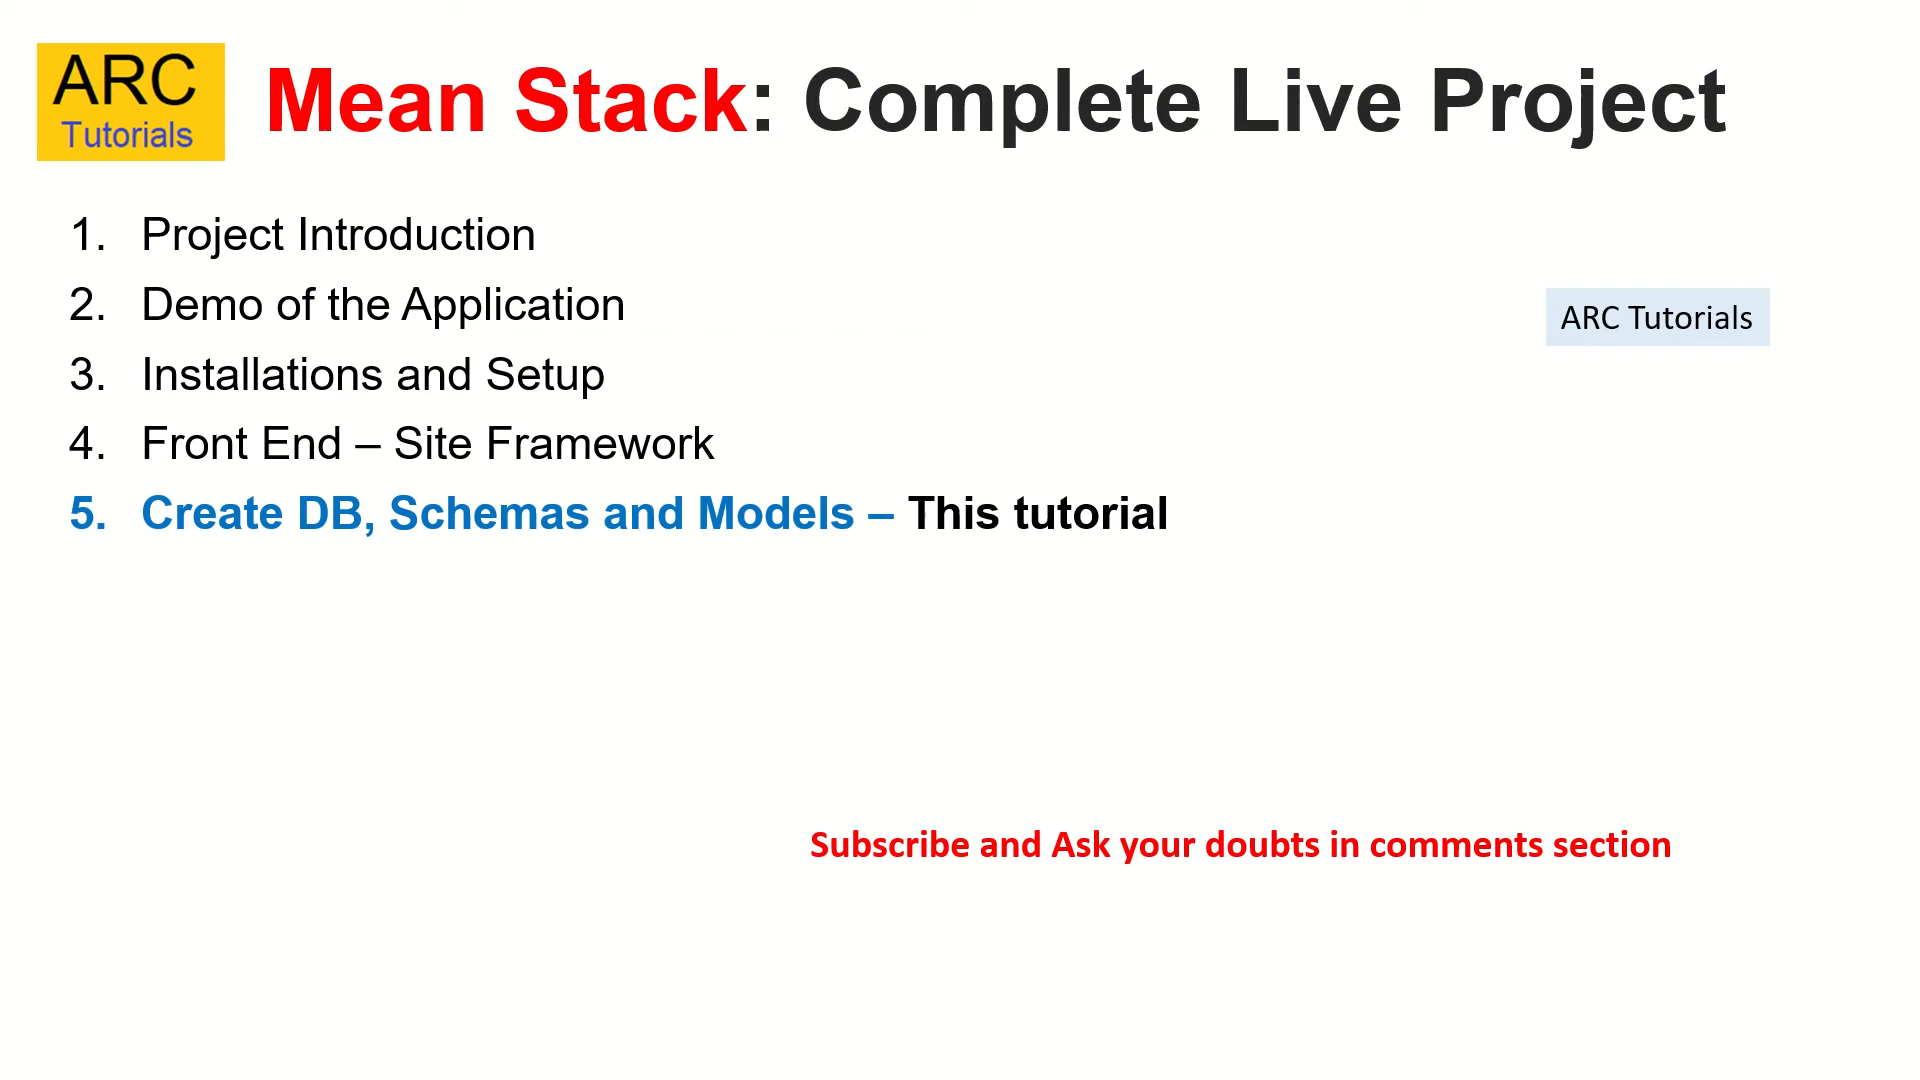 ARC
Tutorials
Mean Stack: Complete Live Project
1. Project Introduction
2. Demo of the Application
ARC Tutorials
3. Installations and Setup
4. Front End – Site Framework
5. Create DB, Schemas and Models – This tutorial
Subscribe and Ask your doubts in comments section